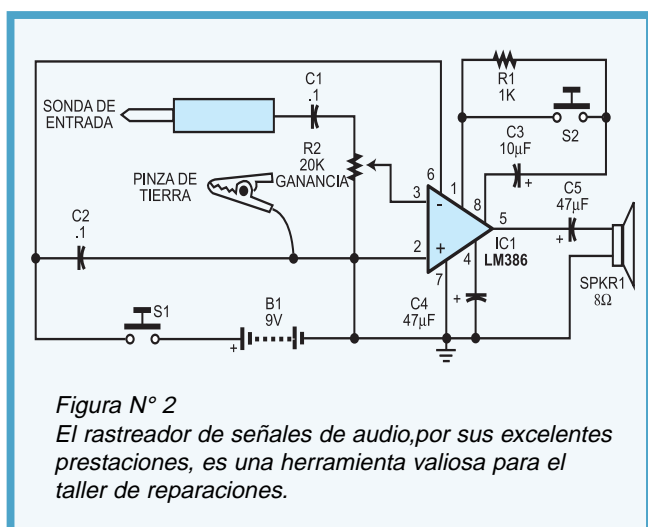 SONDA DE
ENTRADA
C1
.1
R2
20K
GANANCIA
PINZA DE
TIERRA
C2
.1
S1
B1
9V
+
6
1
R1
1K
S2
C3
10µF
+
3
-
8
5
2
+
4
7
IC1
LM386
C5
47µF
+
C4
47µF
+
SPKR1
8Ω
Figura N° 2
El rastreador de señales de audio,por sus excelentes
prestaciones, es una herramienta valiosa para el
taller de reparaciones.